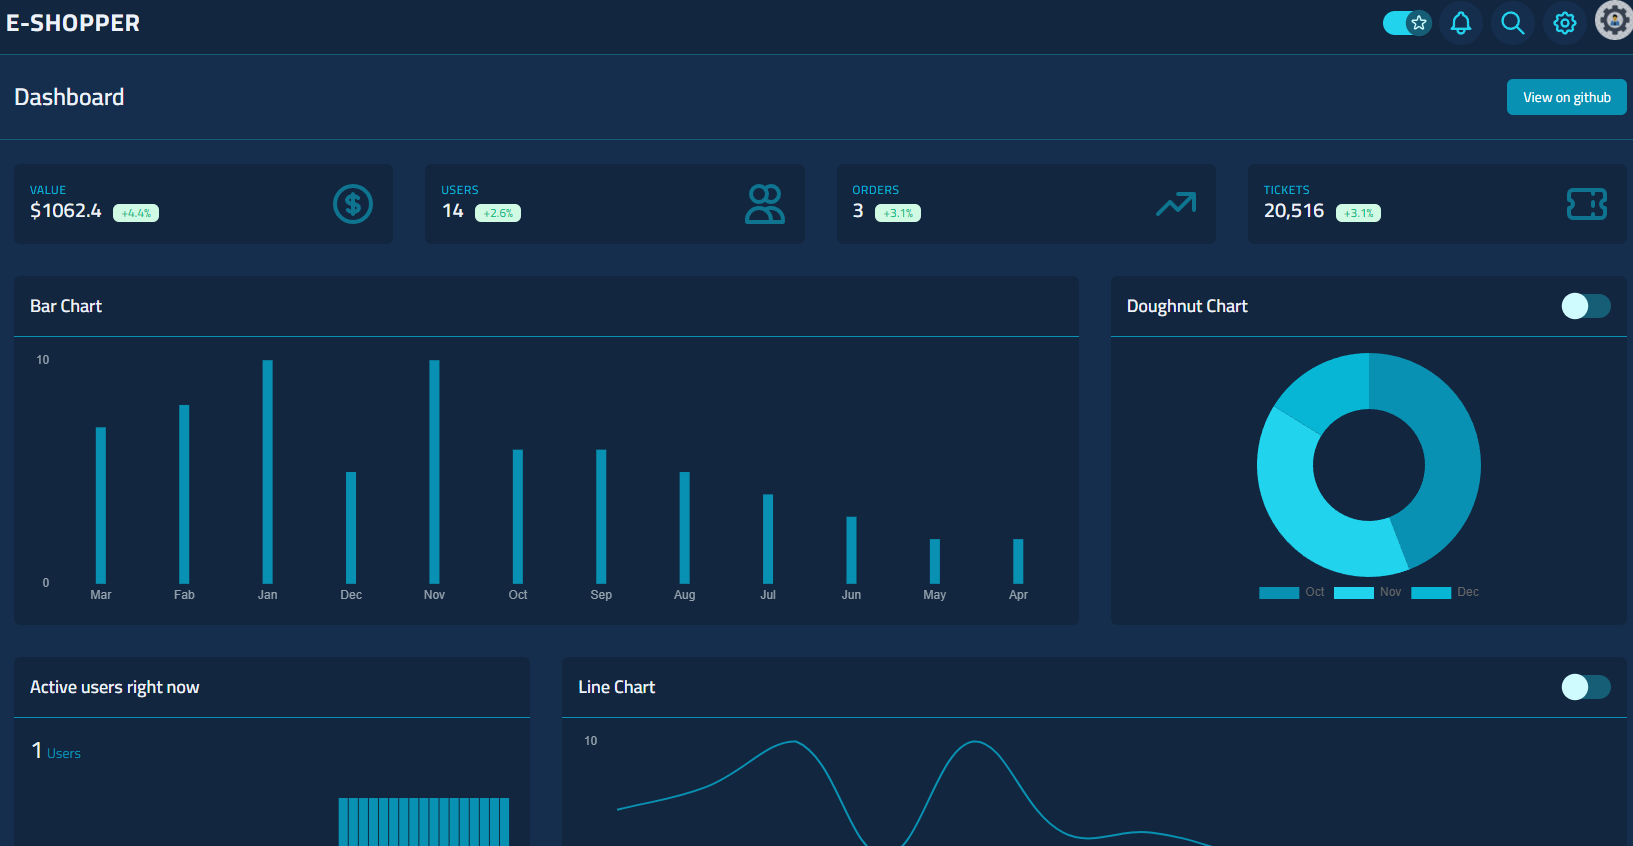 E-SHOPPER
Dashboard
View on github
VALUE
$1062.4 +4.4%
USERS
14 +2.6%
ORDERS
3 +3.1%
TICKETS
20,516 +3.1%
Bar Chart
10
0
Mar Fab Jan Dec Nov Oct Sep Aug Jul Jun May Apr
Doughnut Chart
Oct Nov Dec
Active users right now
1 Users
Line Chart
10